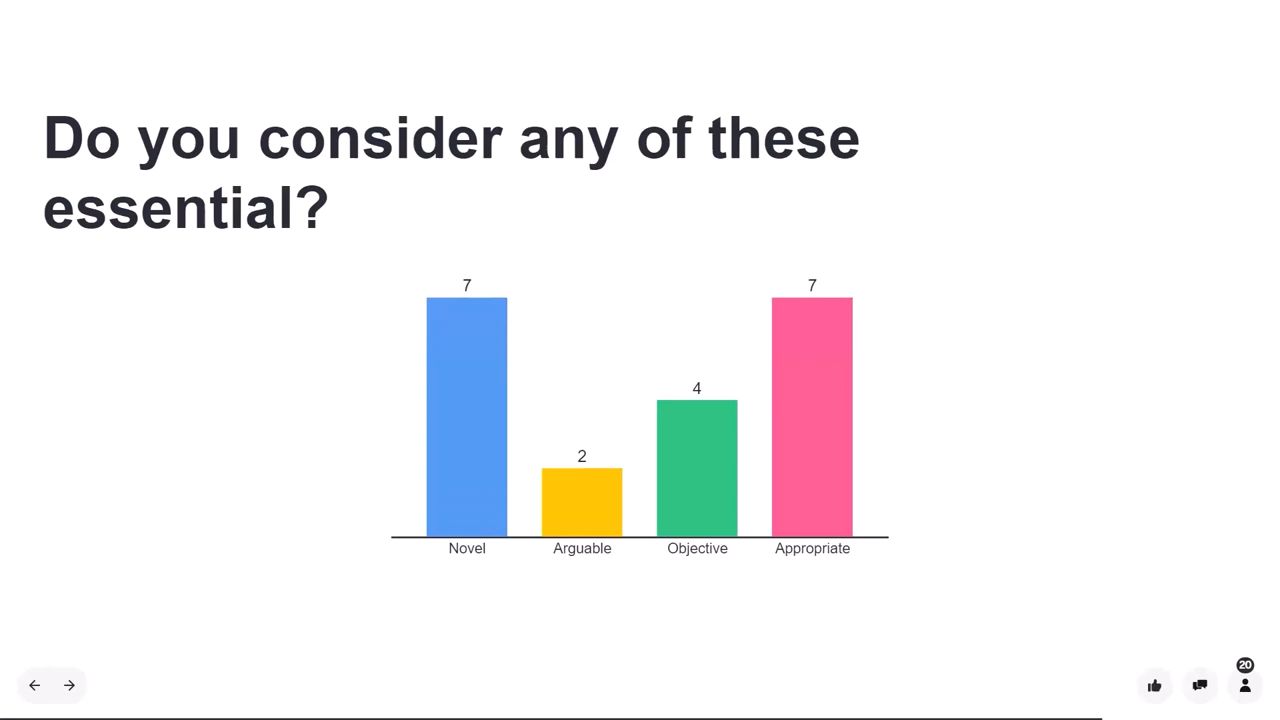 Do you consider any of these
essential?
7
7
4
2
Novel
Arguable
Objective
Appropriate
20